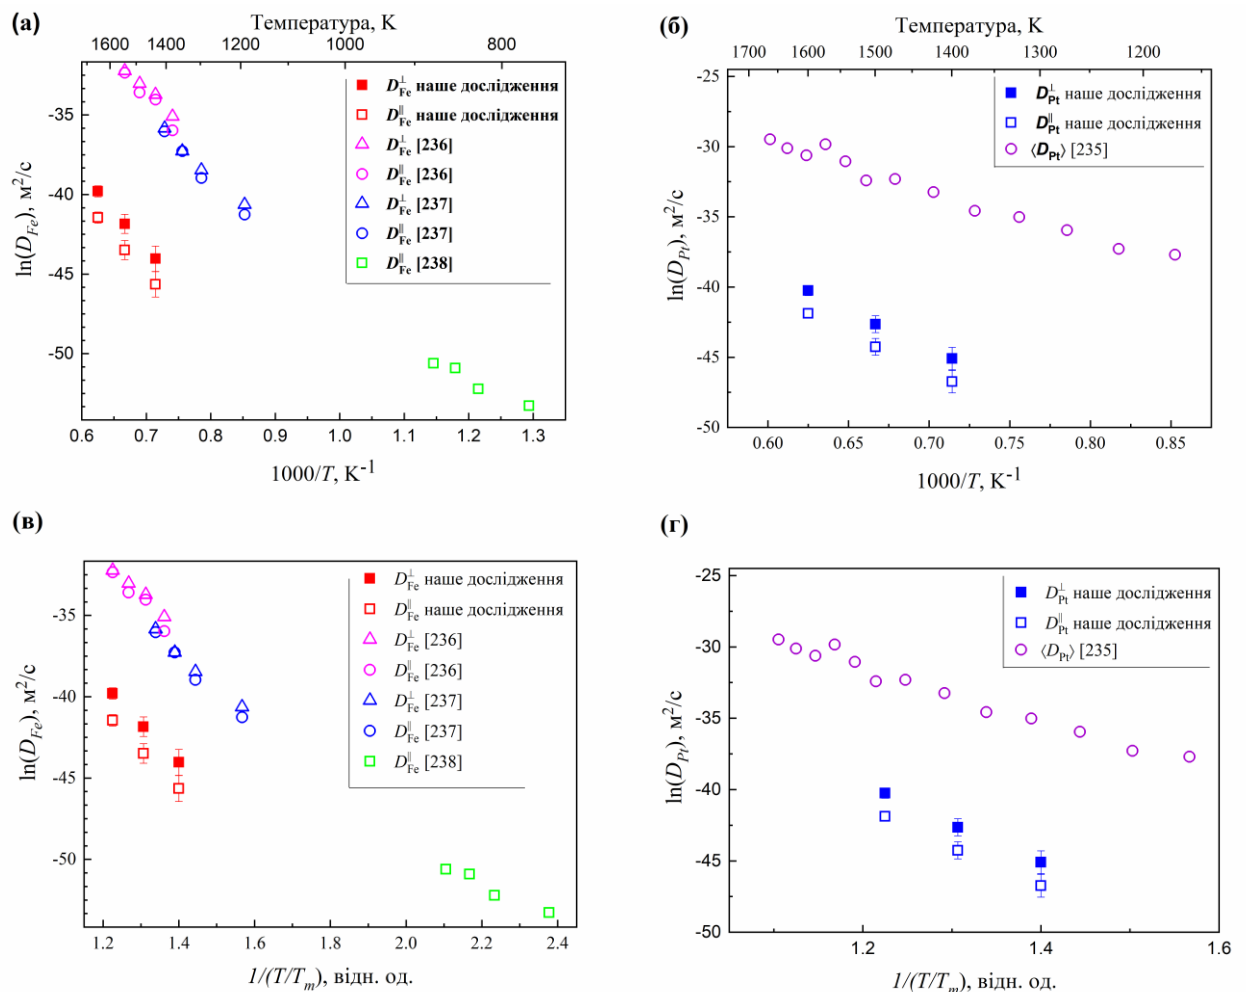 (а)
Температура, K
1600 1400 1200 1000 800
-35
-40
-45
-50
ln(D_Fe), м²/с
D⊥Fe наше дослідження
D∥Fe наше дослідження
D⊥Fe [236]
D∥Fe [236]
D⊥Fe [237]
D∥Fe [237]
D∥Fe [238]
0.6 0.7 0.8 0.9 1.0 1.1 1.2 1.3
1000/T, K⁻¹
(б)
Температура, K
1700 1600 1500 1400 1300 1200
-25
-30
-35
-40
-45
-50
ln(D_Pt), м²/с
D⊥Pt наше дослідження
D∥Pt наше дослідження
⟨D_Pt⟩ [235]
0.60 0.65 0.70 0.75 0.80 0.85
1000/T, K⁻¹
(в)
-35
-40
-45
-50
ln(D_Fe), м²/с
D⊥Fe наше дослідження
D∥Fe наше дослідження
D⊥Fe [236]
D∥Fe [236]
D⊥Fe [237]
D∥Fe [237]
D∥Fe [238]
1.2 1.4 1.6 1.8 2.0 2.2 2.4
1/(T/T_m), відн. од.
(г)
-25
-30
-35
-40
-45
-50
ln(D_Pt), м²/с
D⊥Pt наше дослідження
D∥Pt наше дослідження
⟨D_Pt⟩ [235]
1.2 1.4 1.6
1/(T/T_m), відн. од.